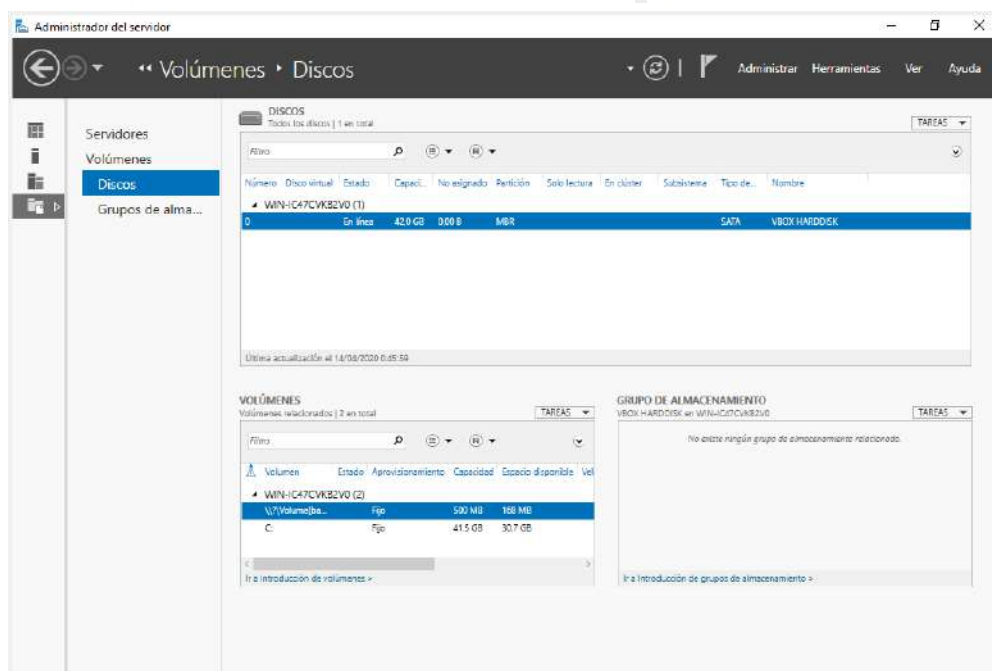 Administrador del servidor
Volúmenes Discos
Administrar Herramientas Ver Ayuda
Servidores
Volúmenes
Discos
Grupos de alma...
DISCOS
Todos los discos | 1 en total
TAREAS
Filtro
Número Disco virtual Estado Capaci... No asignado Partición Solo lectura En clúster Subsistema Tipo de... Nombre
WIN-IC47CVKB2V0 (1)
0 En línea 42,0 GB 0,00 B MBR SATA VBOX HARDDISK
Última actualización el 14/04/2020 0:45:59
VOLÚMENES
Volúmenes relacionados | 2 en total
TAREAS
Filtro
Volumen Estado Aprovisionamiento Capacidad Espacio disponible Vol
WIN-IC47CVKB2V0 (2)
\\?\Volume{ba... Fijo 500 MB 168 MB
C: Fijo 41,5 GB 30,7 GB
Ir a Introducción de volúmenes >
GRUPO DE ALMACENAMIENTO
VBOX HARDDISK en WIN-IC47CVKB2V0
TAREAS
No existe ningún grupo de almacenamiento relacionado.
Ir a Introducción de grupos de almacenamiento >